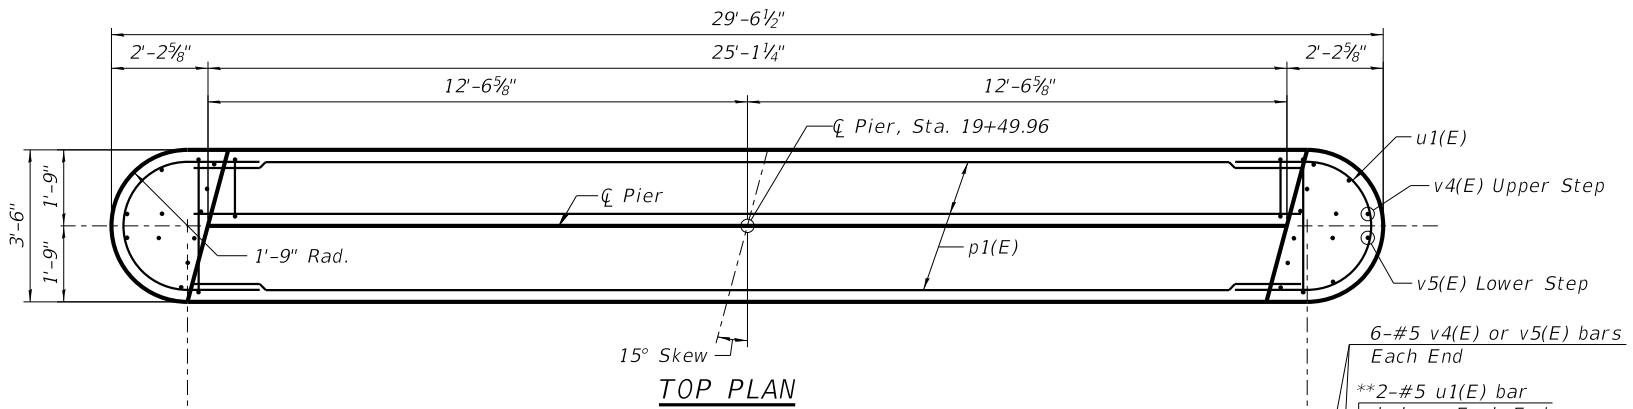 29'-6½"
2'-2⅝" 25'-1¼" 2'-2⅝"
12'-6⅝" 12'-6⅝"
℄ Pier, Sta. 19+49.96
u1(E)
v4(E) Upper Step
℄ Pier
3'-6"
1'-9"
1'-9"
1'-9" Rad.
p1(E)
v5(E) Lower Step
15° Skew
TOP PLAN
6-#5 v4(E) or v5(E) bars
Each End
**2-#5 u1(E) bar